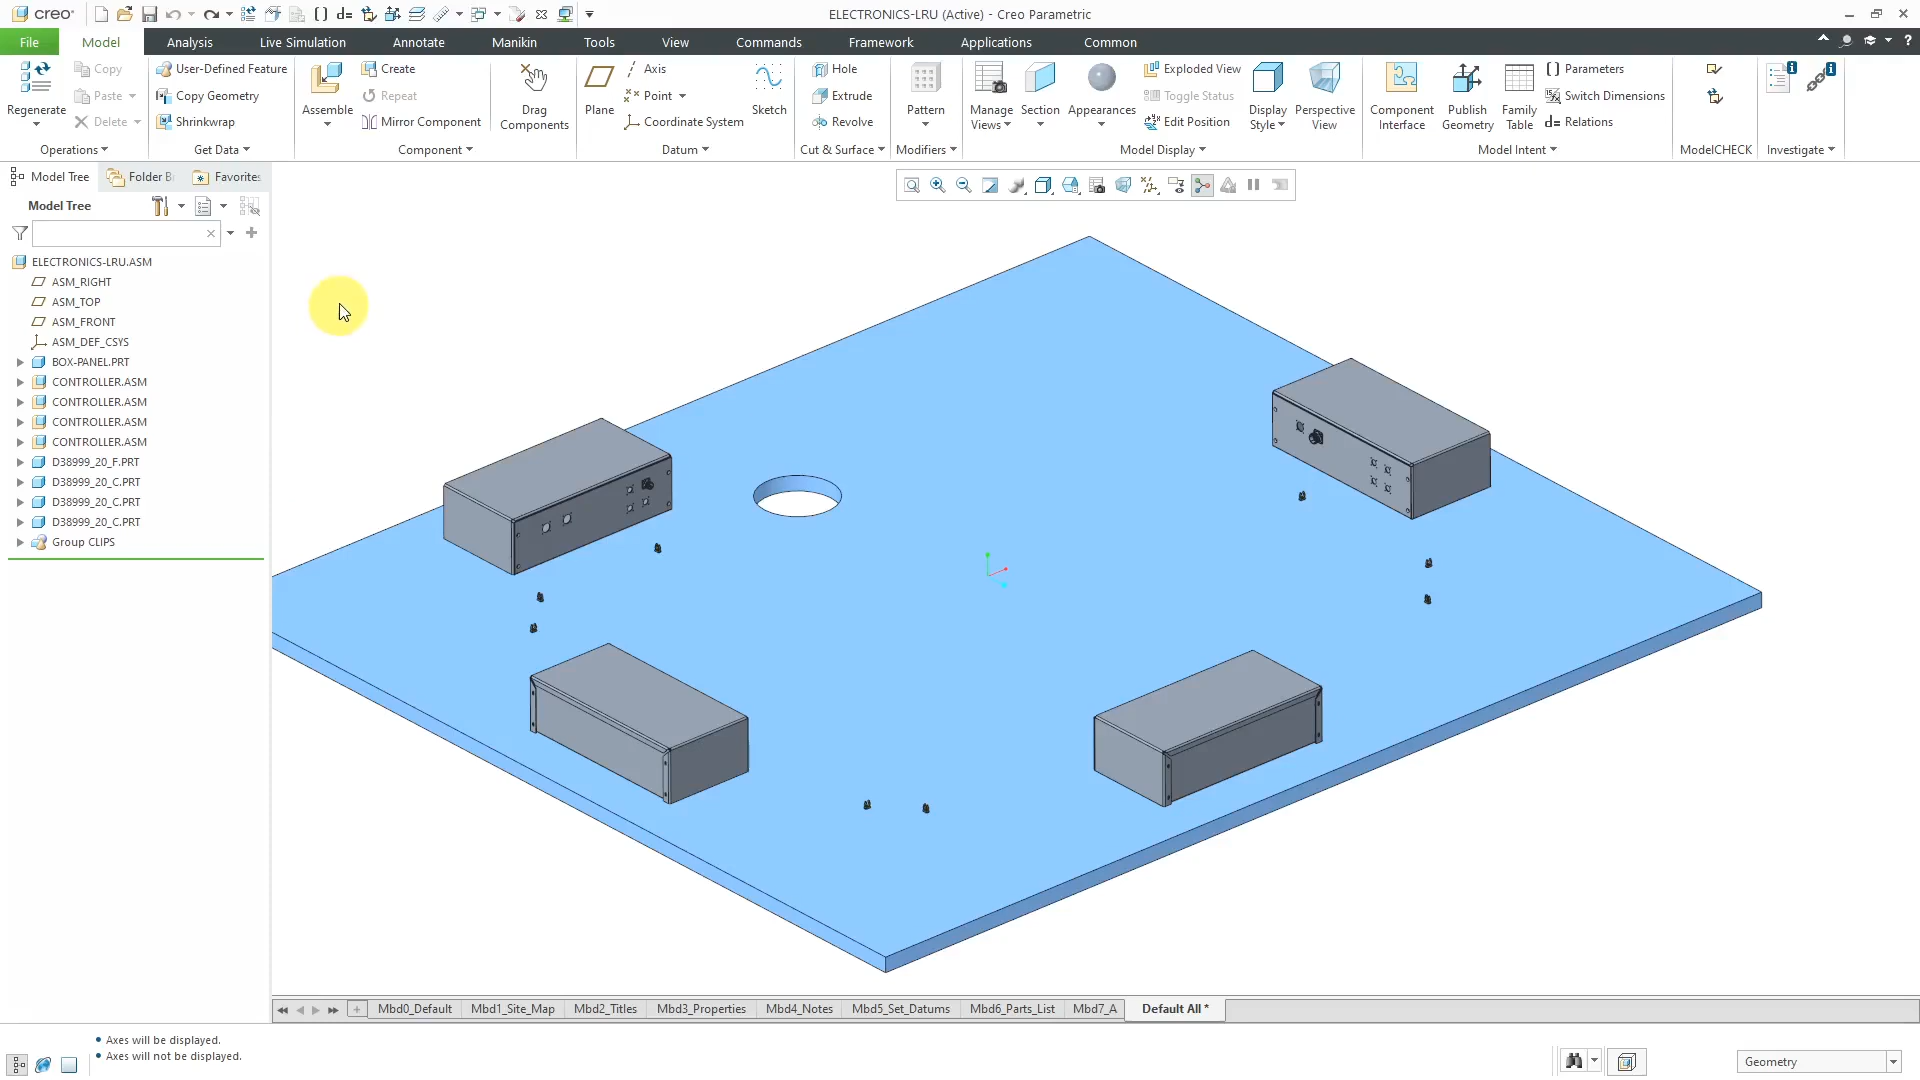 creo
ELECTRONICS-LRU (Active) - Creo Parametric
File Model Analysis Live Simulation Annotate Manikin Tools View Commands Framework Applications Common
Regenerate
Copy
Paste
Delete
Operations
User-Defined Feature
Copy Geometry
Shrinkwrap
Get Data
Assemble
Create
Repeat
Mirror Component
Drag Components
Component
Plane
Axis
Point
Coordinate System
Sketch
Datum
Hole
Extrude
Revolve
Cut & Surface
Pattern
Modifiers
Manage Views
Section
Appearances
Exploded View
Toggle Status
Edit Position
Display Style
Perspective View
Model Display
Component Interface
Publish Geometry
Family Table
Parameters
Switch Dimensions
d= Relations
Model Intent
ModelCHECK
Investigate
Model Tree
Folder B
Favorites
Model Tree
ELECTRONICS-LRU.ASM
ASM_RIGHT
ASM_TOP
ASM_FRONT
ASM_DEF_CSYS
BOX-PANEL.PRT
CONTROLLER.ASM
CONTROLLER.ASM
CONTROLLER.ASM
CONTROLLER.ASM
D38999_20_F.PRT
D38999_20_C.PRT
D38999_20_C.PRT
D38999_20_C.PRT
Group CLIPS
Mbd0_Default Mbd1_Site_Map Mbd2_Titles Mbd3_Properties Mbd4_Notes Mbd5_Set_Datums Mbd6_Parts_List Mbd7_A Default All *
• Axes will be displayed.
• Axes will not be displayed.
Geometry